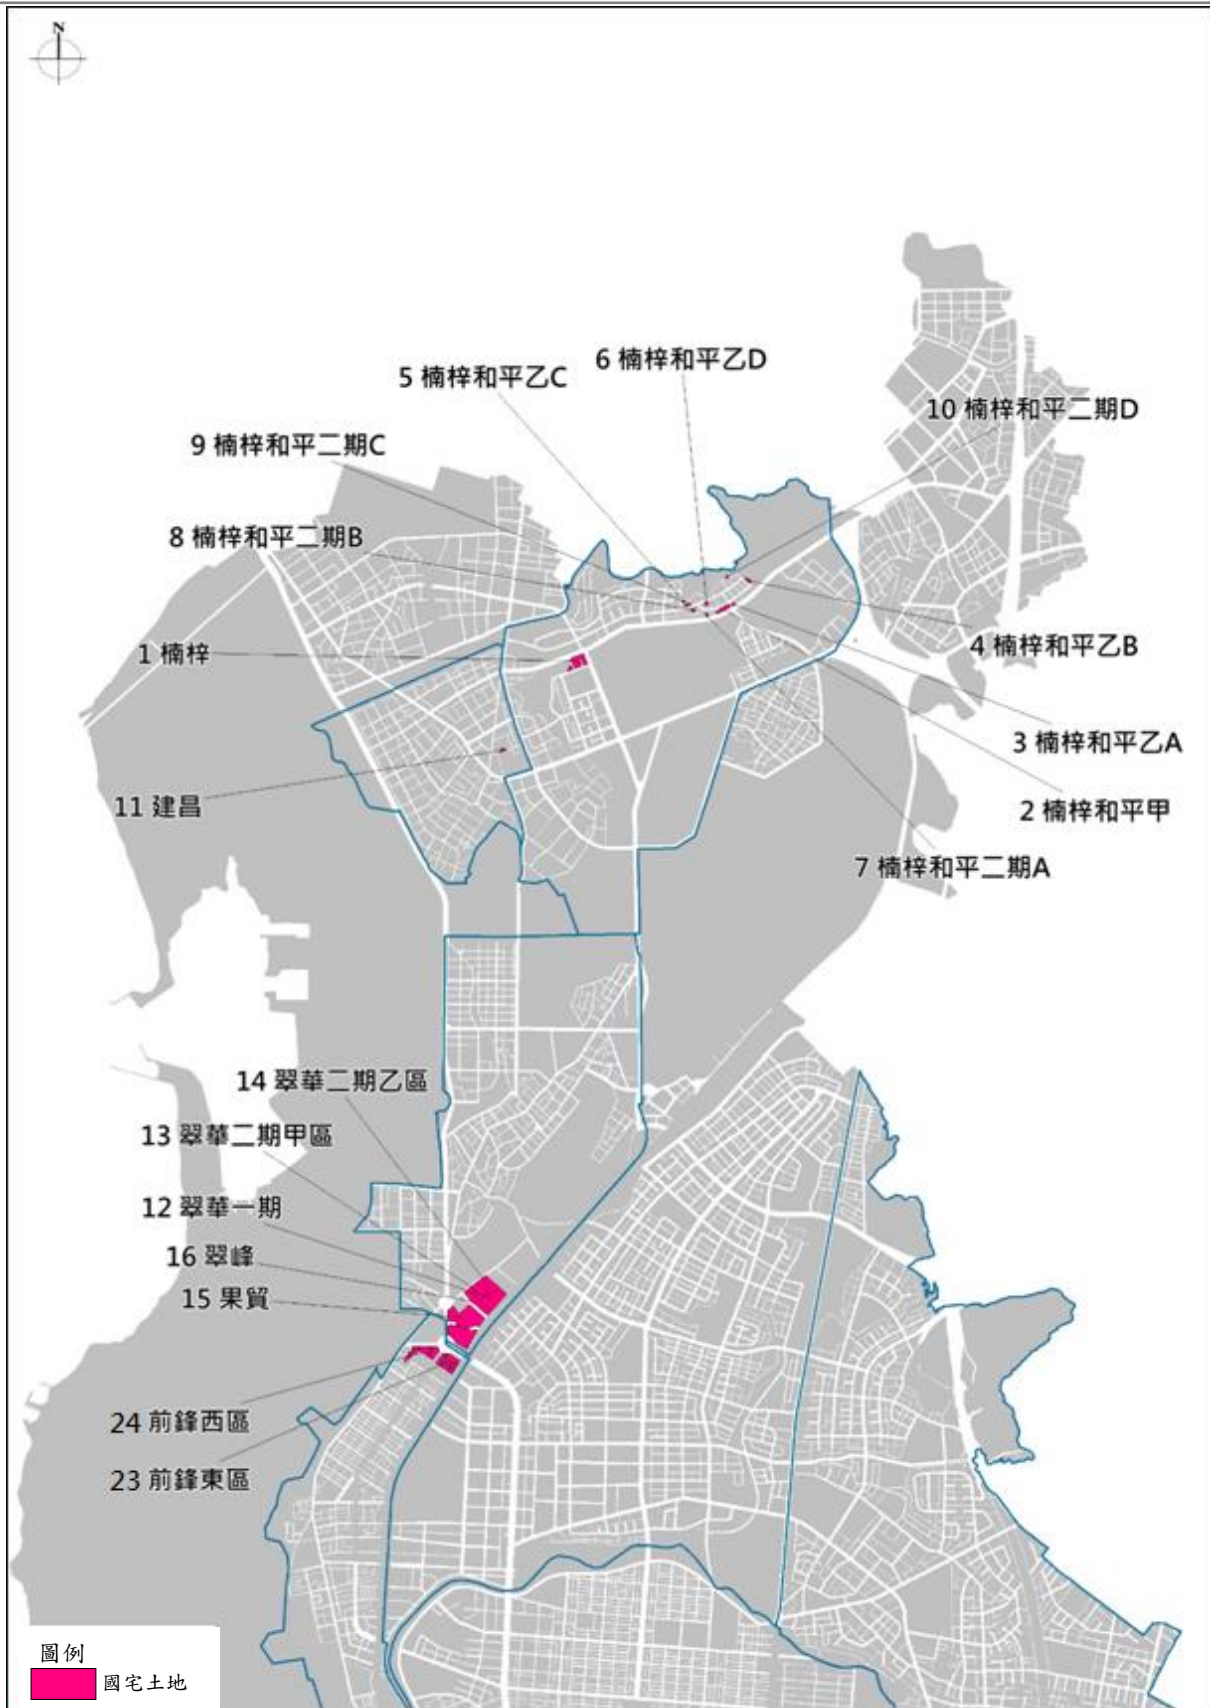 N
6 楠梓和平乙D
5 楠梓和平乙C
10 楠梓和平二期D
9 楠梓和平二期C
8 楠梓和平二期B
1 楠梓
4 楠梓和平乙B
3 楠梓和平乙A
11 建昌
2 楠梓和平甲
7 楠梓和平二期A
14 翠華二期乙區
13 翠華二期甲區
12 翠華一期
16 翠峰
15 果貿
24 前鋒西區
23 前鋒東區
圖例
國宅土地